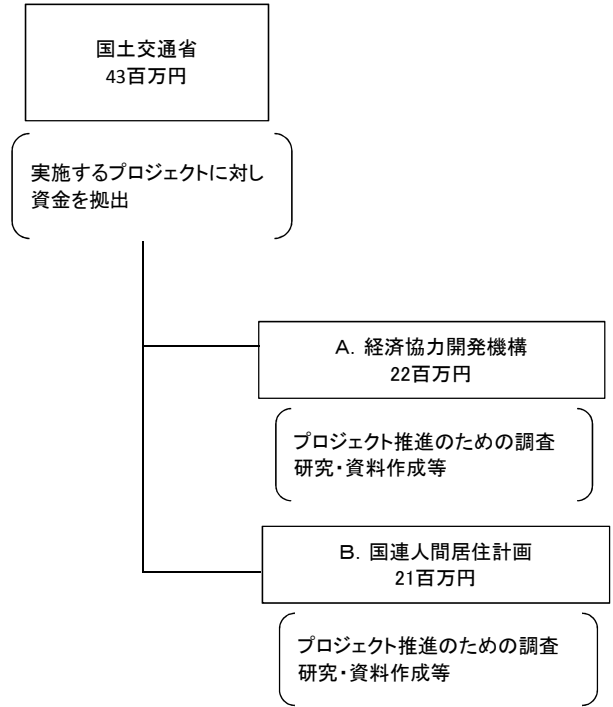 国土交通省
43百万円
実施するプロジェクトに対し
資金を拠出
A. 経済協力開発機構
22百万円
プロジェクト推進のための調査
研究・資料作成等
B. 国連人間居住計画
21百万円
プロジェクト推進のための調査
研究・資料作成等